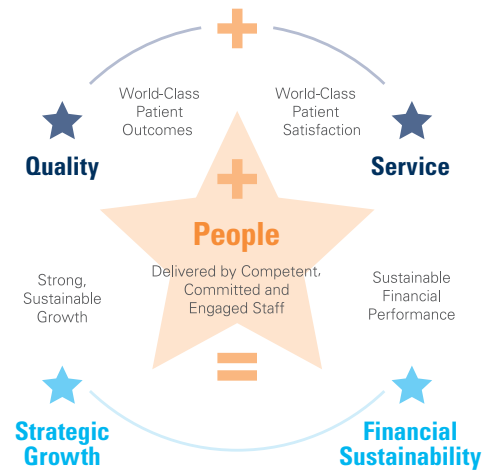 +
World-Class
Patient
Outcomes
World-Class
Patient
Satisfaction
Quality
Service
+
People
Delivered by Competent,
Committed and
Engaged Staff
Strong,
Sustainable
Growth
Sustainable
Financial
Performance
=
Strategic
Growth
Financial
Sustainability